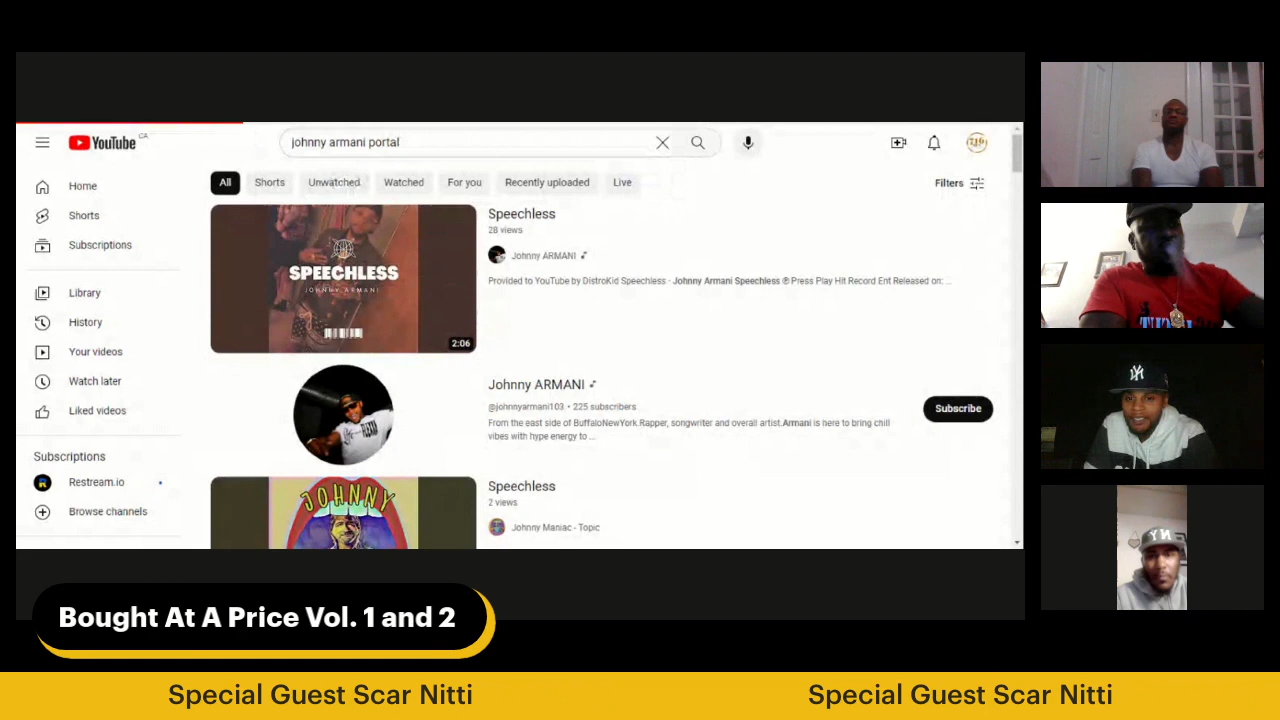 YouTube CA
johnny armani portal
Home
Shorts
Subscriptions
Library
History
Your videos
Watch later
Liked videos
Subscriptions
Restream.io
Browse channels
All
Shorts
Unwatched
Watched
For you
Recently uploaded
Live
Filters
SPEECHLESS
JOHNNY ARMANI
2:06
Speechless
28 views
Johnny ARMANI
Provided to YouTube by DistroKid Speechless · Johnny Armani Speechless ℗ Press Play Hit Record Ent Released on: ...
Johnny ARMANI
@johnnyarmani103 • 225 subscribers
From the east side of BuffaloNewYork.Rapper, songwriter and overall artist.Armani is here to bring chill
vibes with hype energy to ...
Subscribe
JOHNNY
Speechless
2 views
Johnny Maniac - Topic
Bought At A Price Vol. 1 and 2
Special Guest Scar Nitti
Special Guest Scar Nitti